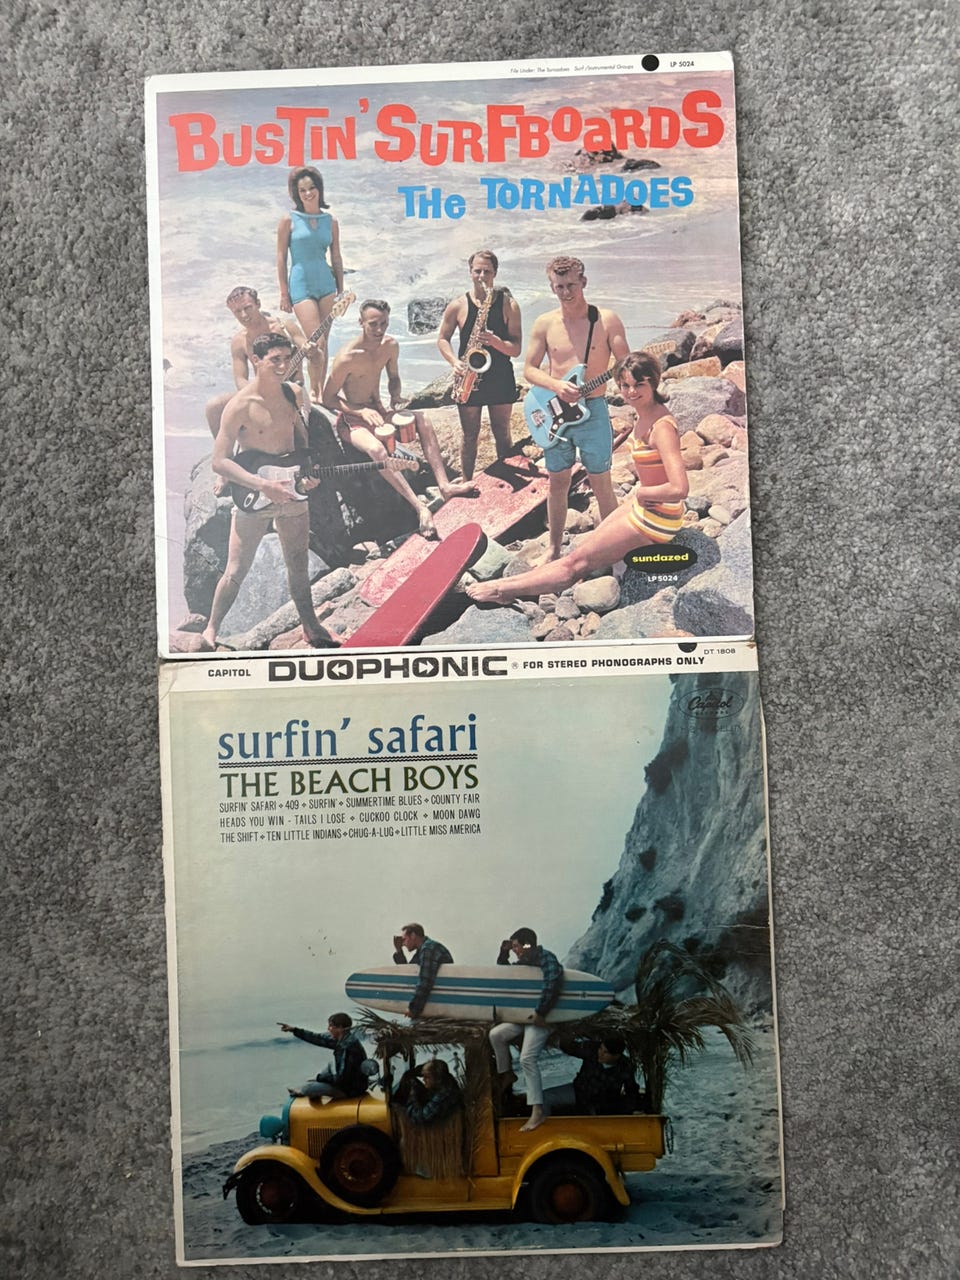 File Under: The Tornadoes Surf/Instrumental Groups LP 5024
BUSTiN' SURFBOaRDS
THe TORNADOES
sundazed
LP 5024
CAPITOL DUOPHONIC ® FOR STEREO PHONOGRAPHS ONLY DT 1808
Capitol
surfin' safari
THE BEACH BOYS
SURFIN' SAFARI ⬥ 409 ⬥ SURFIN' ⬥ SUMMERTIME BLUES ⬥ COUNTY FAIR
HEADS YOU WIN - TAILS I LOSE ⬥ CUCKOO CLOCK ⬥ MOON DAWG
THE SHIFT ⬥ TEN LITTLE INDIANS ⬥ CHUG-A-LUG ⬥ LITTLE MISS AMERICA